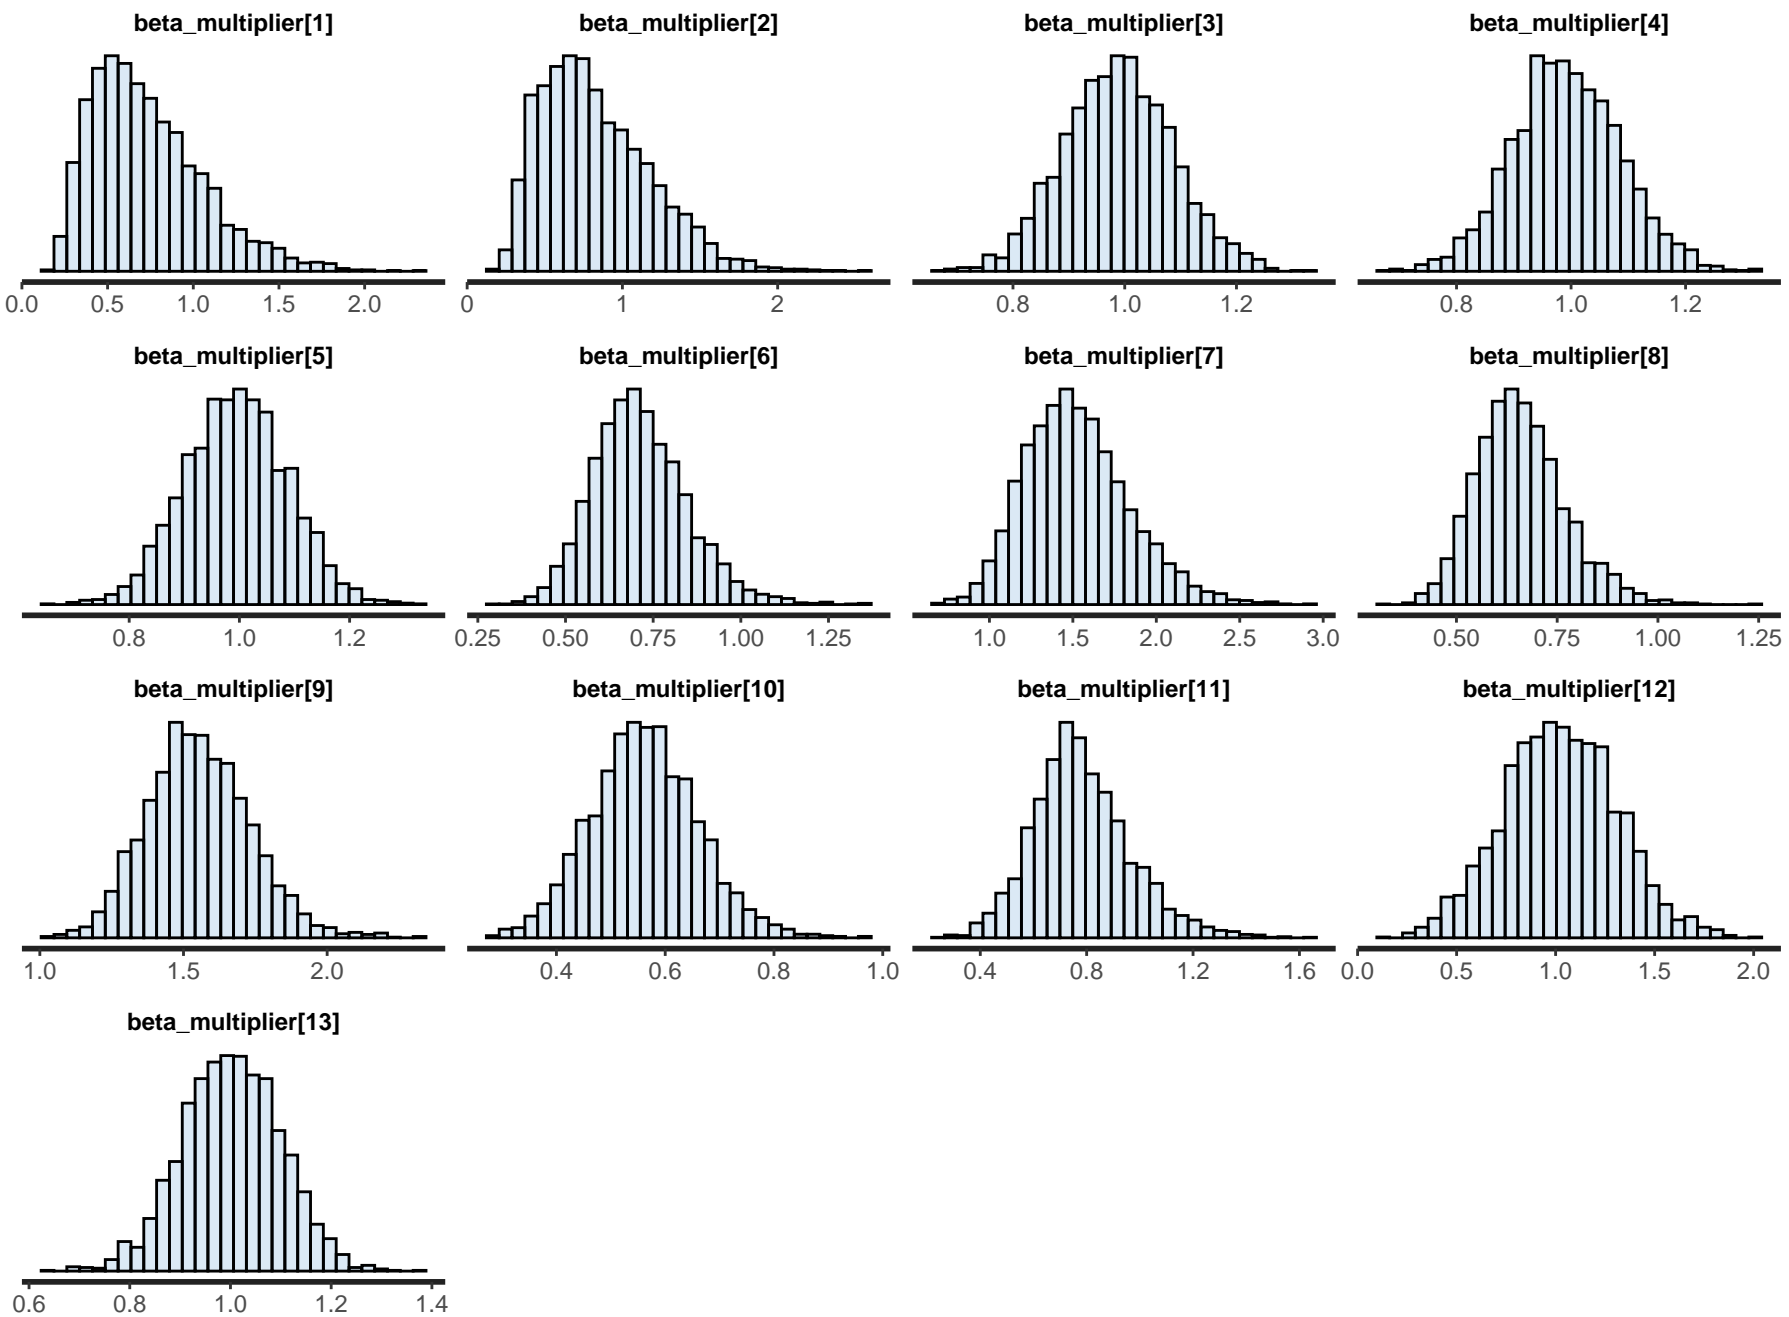 beta_multiplier[1] beta_multiplier[2] beta_multiplier[3] beta_multiplier[4]
0.0 0.5 1.0 1.5 2.0 0 1 2 0.8 1.0 1.2 0.8 1.0 1.2
beta_multiplier[5] beta_multiplier[6] beta_multiplier[7] beta_multiplier[8]
0.8 1.0 1.2 0.25 0.50 0.75 1.00 1.25 1.0 1.5 2.0 2.5 3.0 0.50 0.75 1.00 1.25
beta_multiplier[9] beta_multiplier[10] beta_multiplier[11] beta_multiplier[12]
1.0 1.5 2.0 0.4 0.6 0.8 1.0 0.4 0.8 1.2 1.6 0.0 0.5 1.0 1.5 2.0
beta_multiplier[13]
0.6 0.8 1.0 1.2 1.4